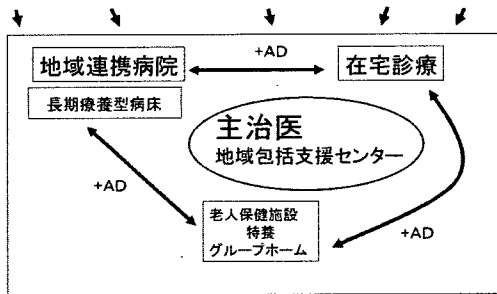 +AD
地域連携病院
在宅診療
長期療養型病床
主治医
地域包括支援センター
+AD
老人保健施設
特養
グループホーム
+AD